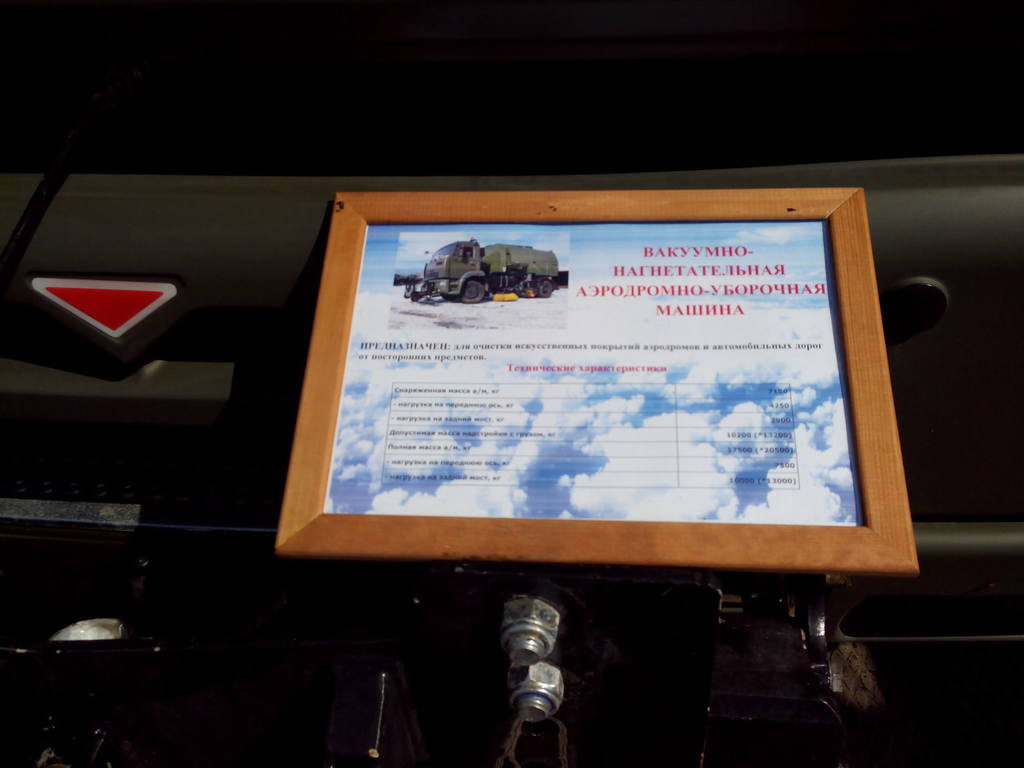 ВАКУУМНО-
НАГНЕТАТЕЛЬНАЯ
АЭРОДРОМНО-УБОРОЧНАЯ
МАШИНА
ПРЕДНАЗНАЧЕН: для очистки искусственных покрытий аэродромов и автомобильных дорог
от посторонних предметов.
Технические характеристики
Снаряженная масса а/м, кг 7150
- нагрузка на переднюю ось, кг 4250
- нагрузка на задний мост, кг 2900
Допустимая масса надстройки с грузом, кг 10200 (*13200)
Полная масса а/м, кг 17500 (*20500)
- нагрузка на переднюю ось, кг 7500
- нагрузка на задний мост, кг 10000 (*13000)